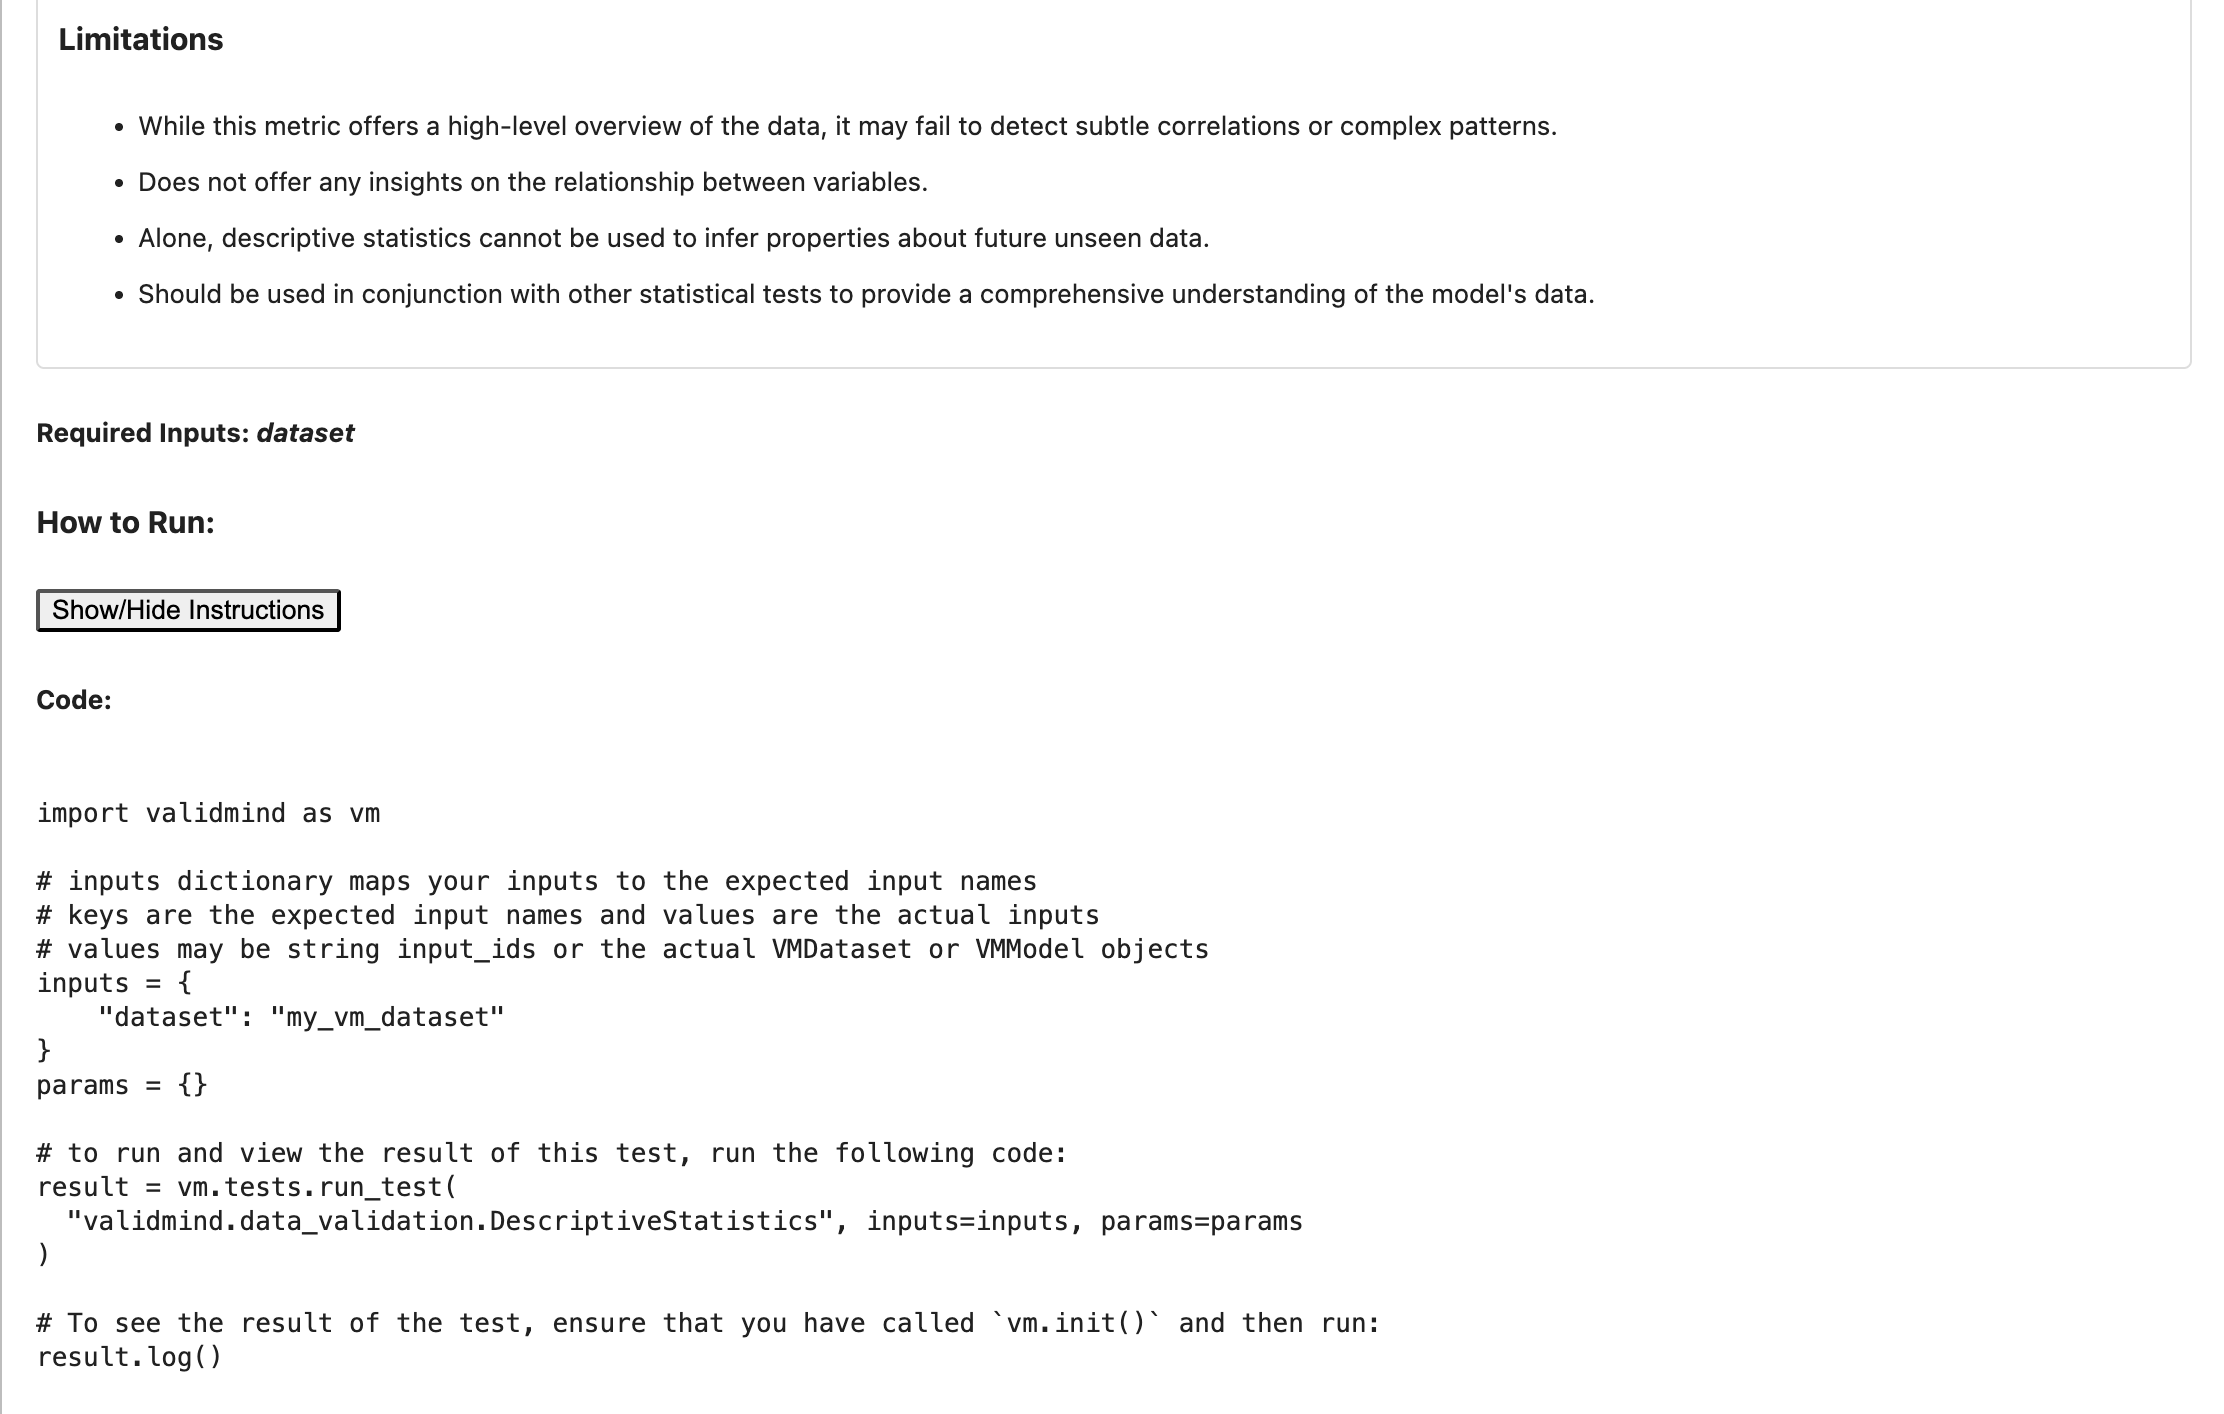 Limitations
• While this metric offers a high-level overview of the data, it may fail to detect subtle correlations or complex patterns.
• Does not offer any insights on the relationship between variables.
• Alone, descriptive statistics cannot be used to infer properties about future unseen data.
• Should be used in conjunction with other statistical tests to provide a comprehensive understanding of the model's data.
Required Inputs: dataset
How to Run:
Show/Hide Instructions
Code:
import validmind as vm
# inputs dictionary maps your inputs to the expected input names
# keys are the expected input names and values are the actual inputs
# values may be string input_ids or the actual VMDataset or VMModel objects
inputs = {
    "dataset": "my_vm_dataset"
}
params = {}
# to run and view the result of this test, run the following code:
result = vm.tests.run_test(
  "validmind.data_validation.DescriptiveStatistics", inputs=inputs, params=params
)
# To see the result of the test, ensure that you have called `vm.init()` and then run:
result.log()